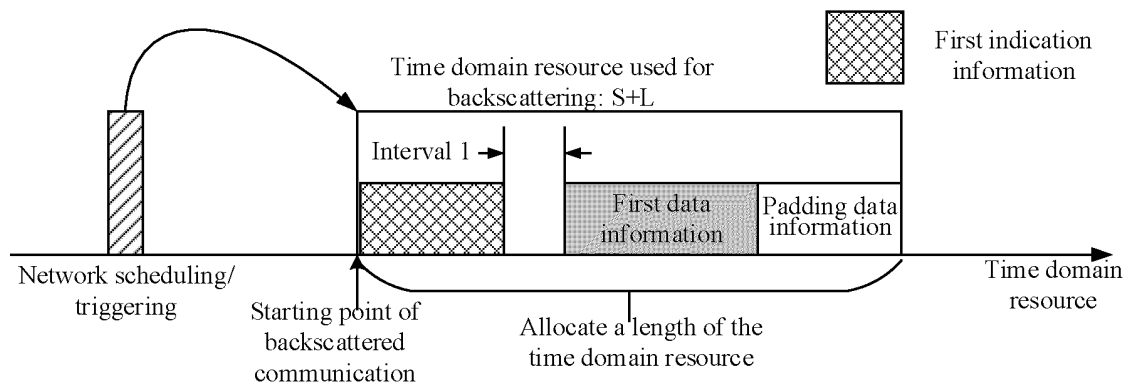 First indication
information
Time domain resource used for
backscattering: S+L
Interval 1
First data
information
Padding data
information
Network scheduling/
triggering
Starting point of
backscattered
communication
Allocate a length of the
time domain resource
Time domain
resource